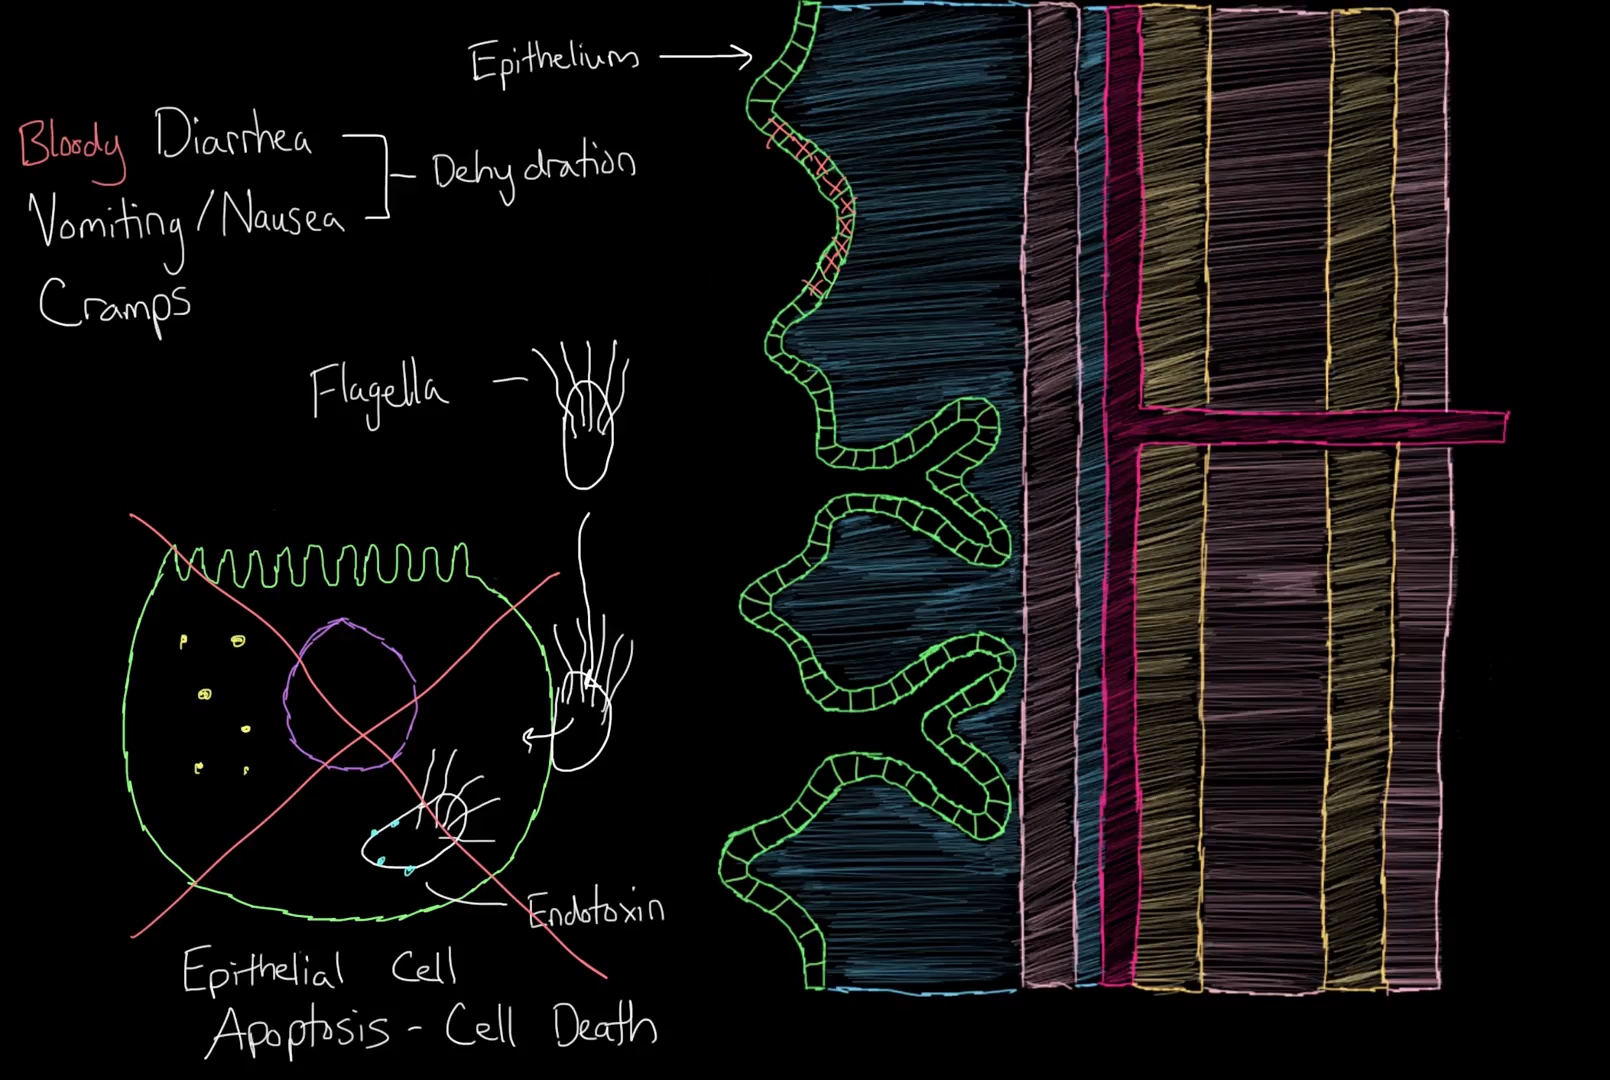 Epithelium
Bloody Diarrhea
Dehydration
Vomiting/Nausea
Cramps
Flagella
Endotoxin
Epithelial Cell
Apoptosis - Cell Death